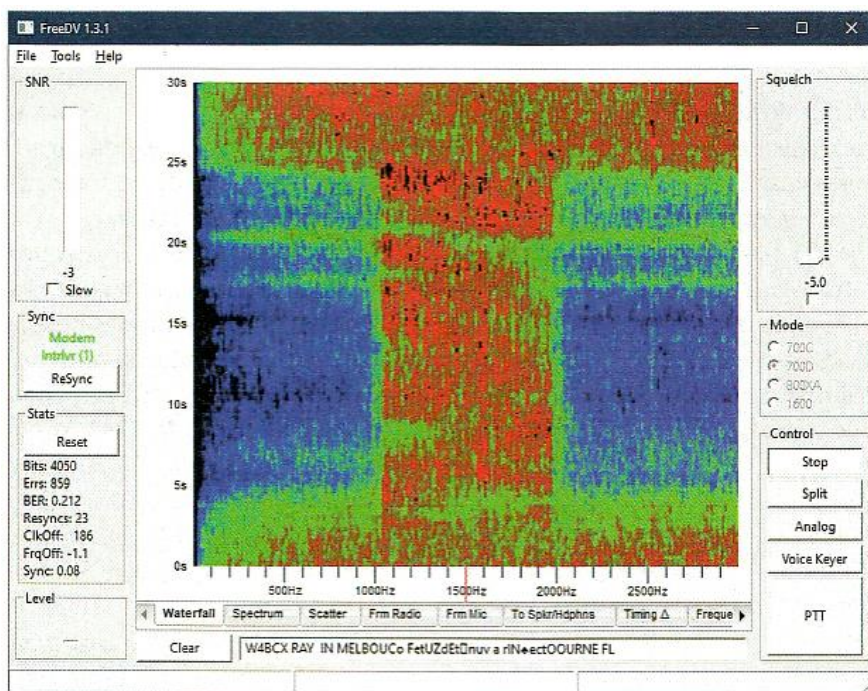 FreeDV 1.3.1
File Tools Help
SNR
-3
Slow
Sync
Modem
Intrlvr (1)
ReSync
Stats
Reset
Bits: 4050
Errs: 859
BER: 0.212
Resyncs: 23
ClkOff: 186
FrqOff: -1.1
Sync: 0.08
Level
30s
25s
20s
15s
10s
5s
0s
500Hz 1000Hz 1500Hz 2000Hz 2500Hz
Waterfall Spectrum Scatter Frm Radio Frm Mic To Spkr/Hdphns Timing Δ Freque
Clear
W4BCX RAY IN MELBOUCo a FL
Squelch
-5.0
Mode
700C
700D
800XA
1600
Control
Stop
Split
Analog
Voice Keyer
PTT